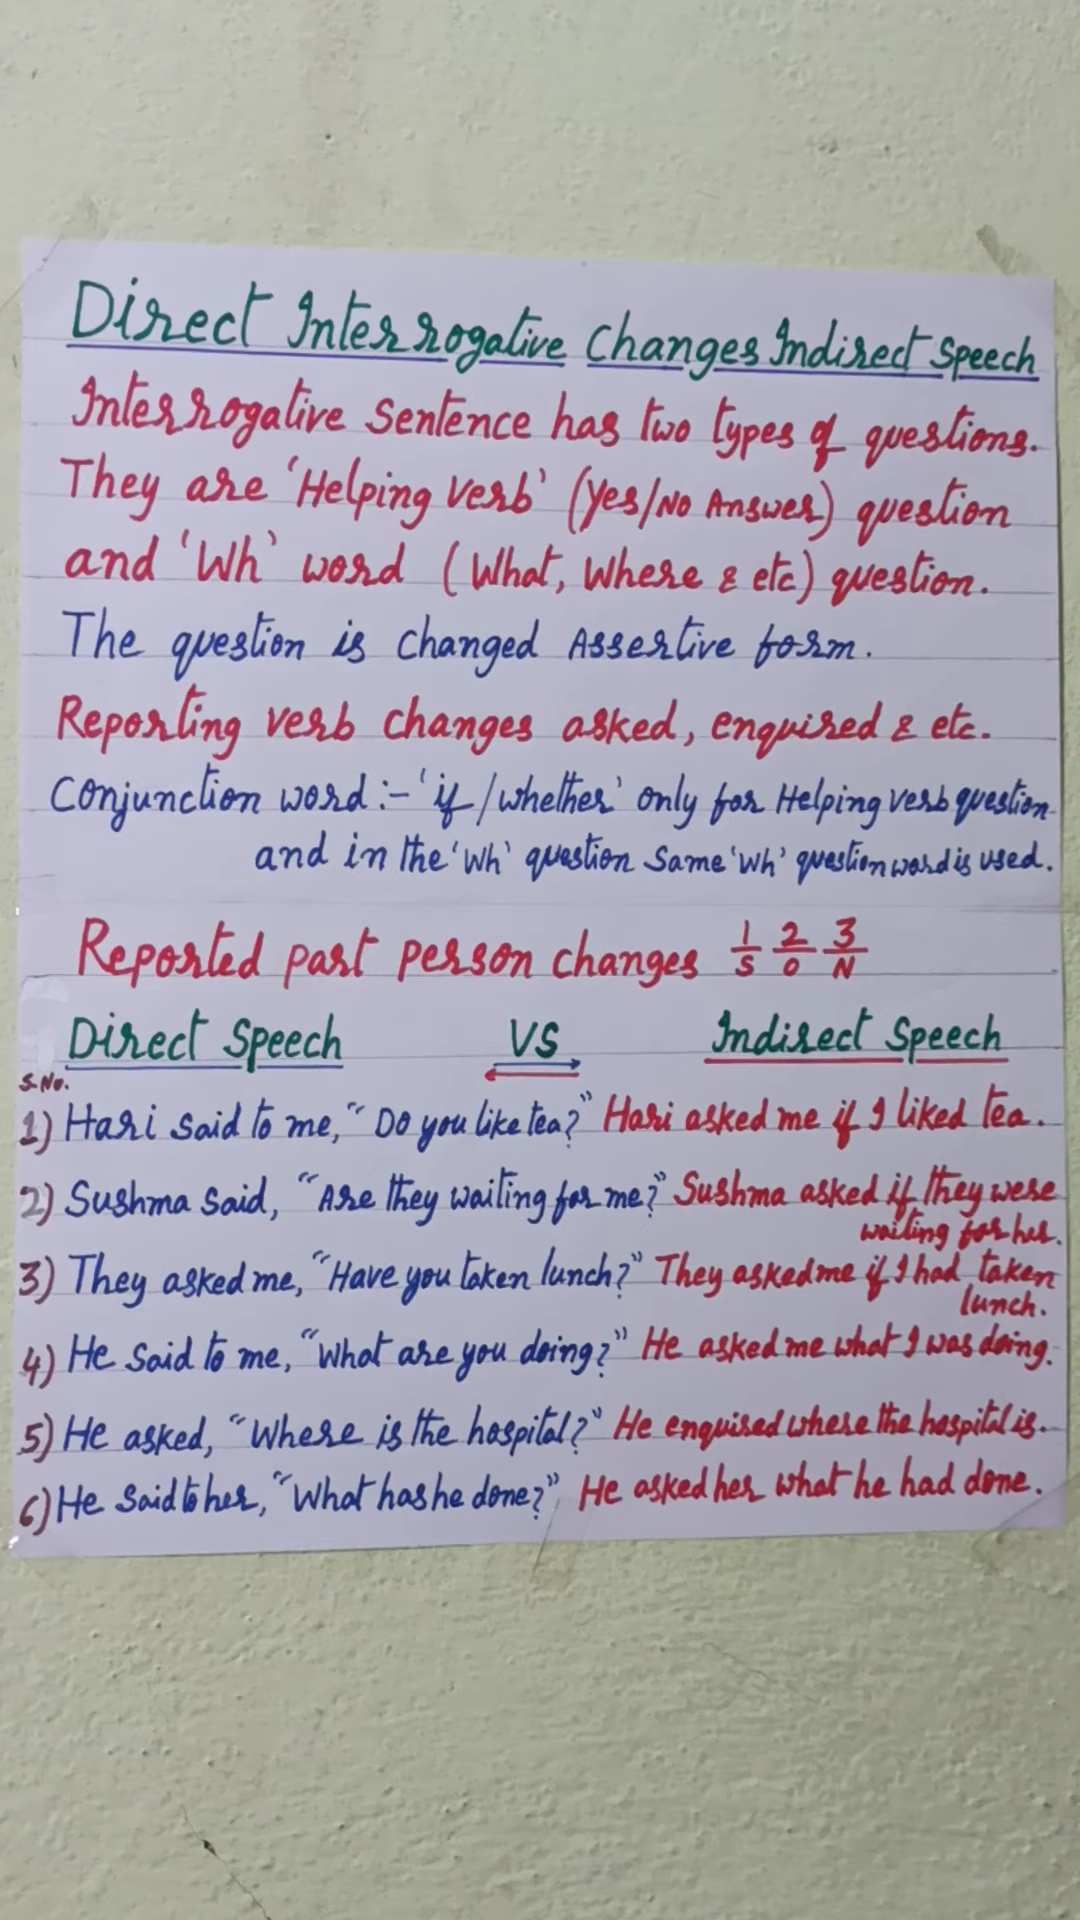 Direct Interrogative Changes Indirect Speech
Interrogative Sentence has two types of questions.
They are 'Helping Verb' (Yes/No Answer) question
and 'Wh' word (What, Where & etc) question.
The question is changed Assertive form.
Reporting verb changes asked, enquired & etc.
Conjunction word :- 'if/whether' only for Helping verb question
and in the 'Wh' question same 'Wh' question word is used.
Reported part person changes 1/S 2/O 3/N
Direct Speech VS Indirect Speech
S.No.
1) Hari said to me, "Do you like tea?" Hari asked me if I liked tea.
2) Sushma said, "Are they waiting for me?" Sushma asked if they were
waiting for her.
3) They asked me, "Have you taken lunch?" They asked me if I had taken
lunch.
4) He said to me, "What are you doing?" He asked me what I was doing.
5) He asked, "Where is the hospital?" He enquired where the hospital is.
6) He said to her, "What has he done?" He asked her what he had done.